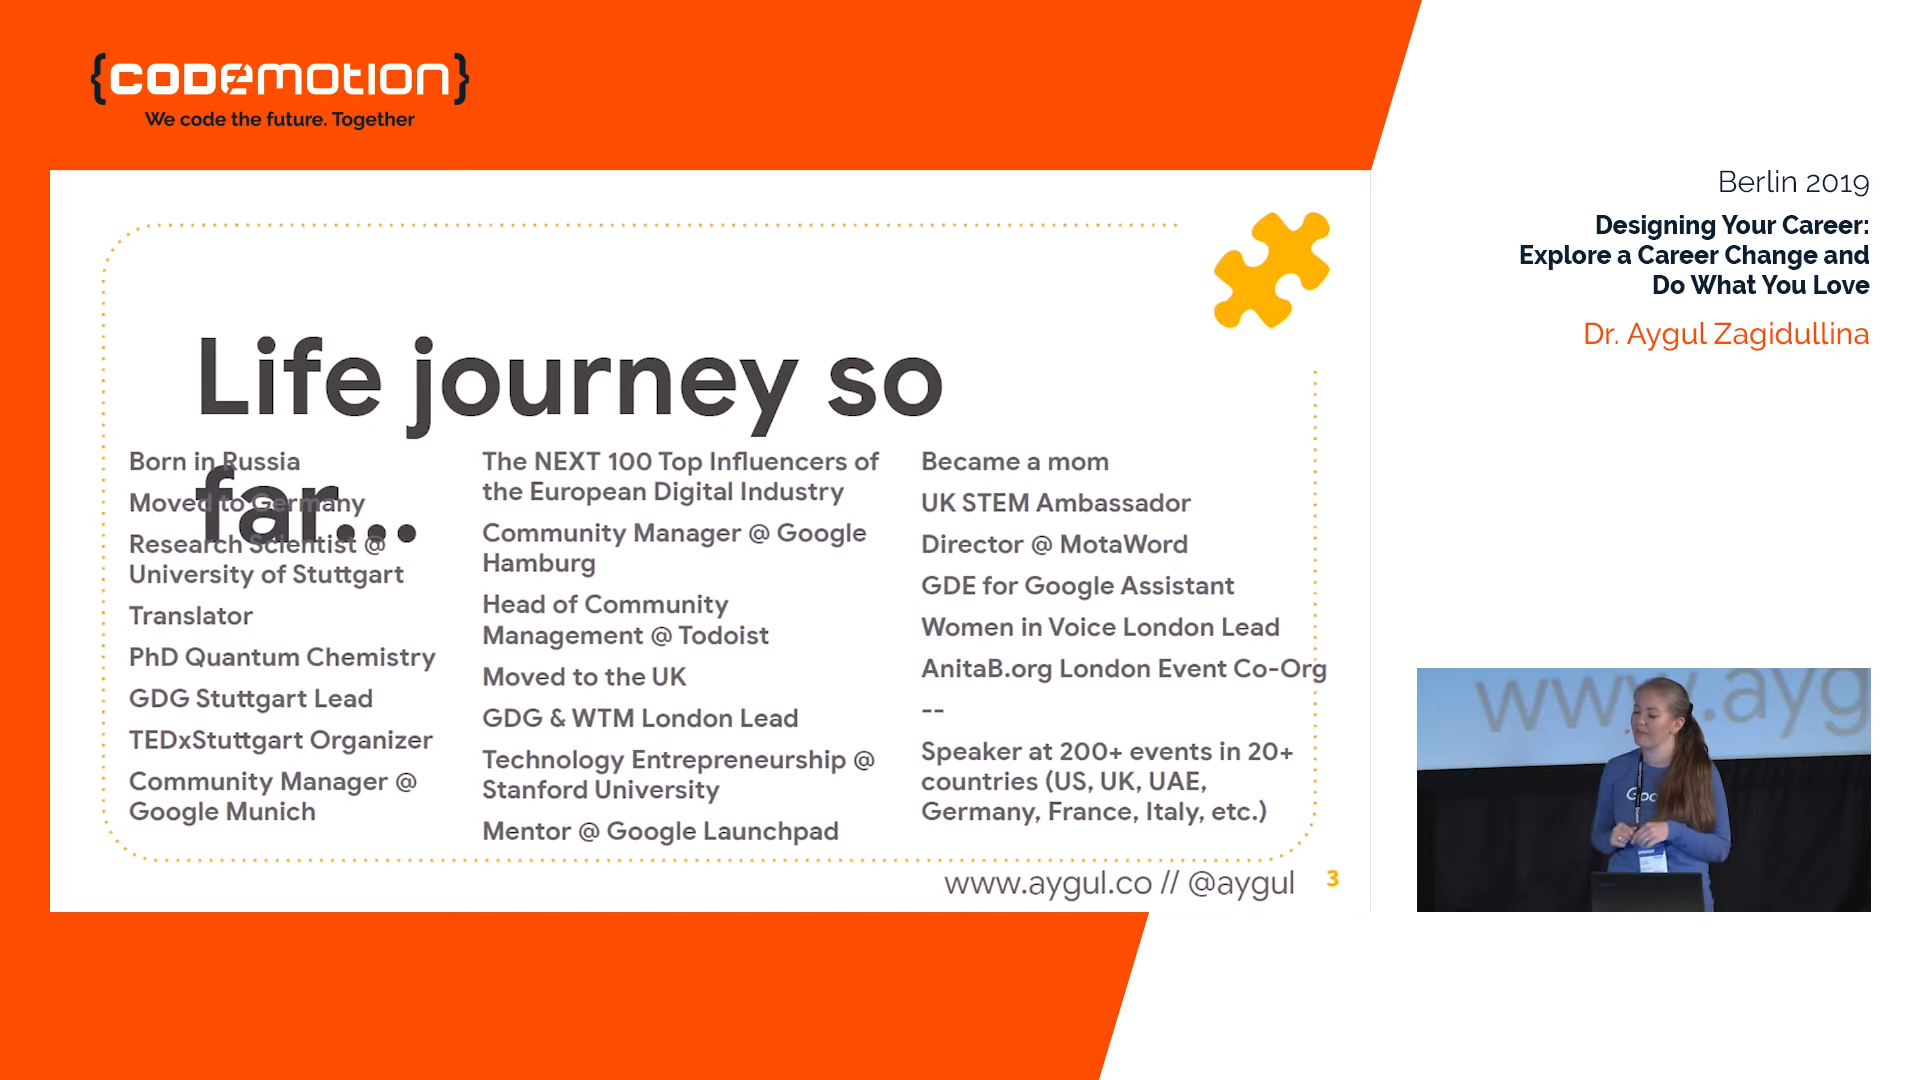 {CODEMOTION}
We code the future. Together
Berlin 2019
Designing Your Career:
Explore a Career Change and
Do What You Love
Dr. Aygul Zagidullina
Life journey so
far...
Born in Russia
Moved to Germany
Research Scientist @
University of Stuttgart
Translator
PhD Quantum Chemistry
GDG Stuttgart Lead
TEDxStuttgart Organizer
Community Manager @
Google Munich
The NEXT 100 Top Influencers of
the European Digital Industry
Community Manager @ Google
Hamburg
Head of Community
Management @ Todoist
Moved to the UK
GDG & WTM London Lead
Technology Entrepreneurship @
Stanford University
Mentor @ Google Launchpad
Became a mom
UK STEM Ambassador
Director @ MotaWord
GDE for Google Assistant
Women in Voice London Lead
AnitaB.org London Event Co-Org
--
Speaker at 200+ events in 20+
countries (US, UK, UAE,
Germany, France, Italy, etc.)
www.aygul.co // @aygul
3
www.ayg